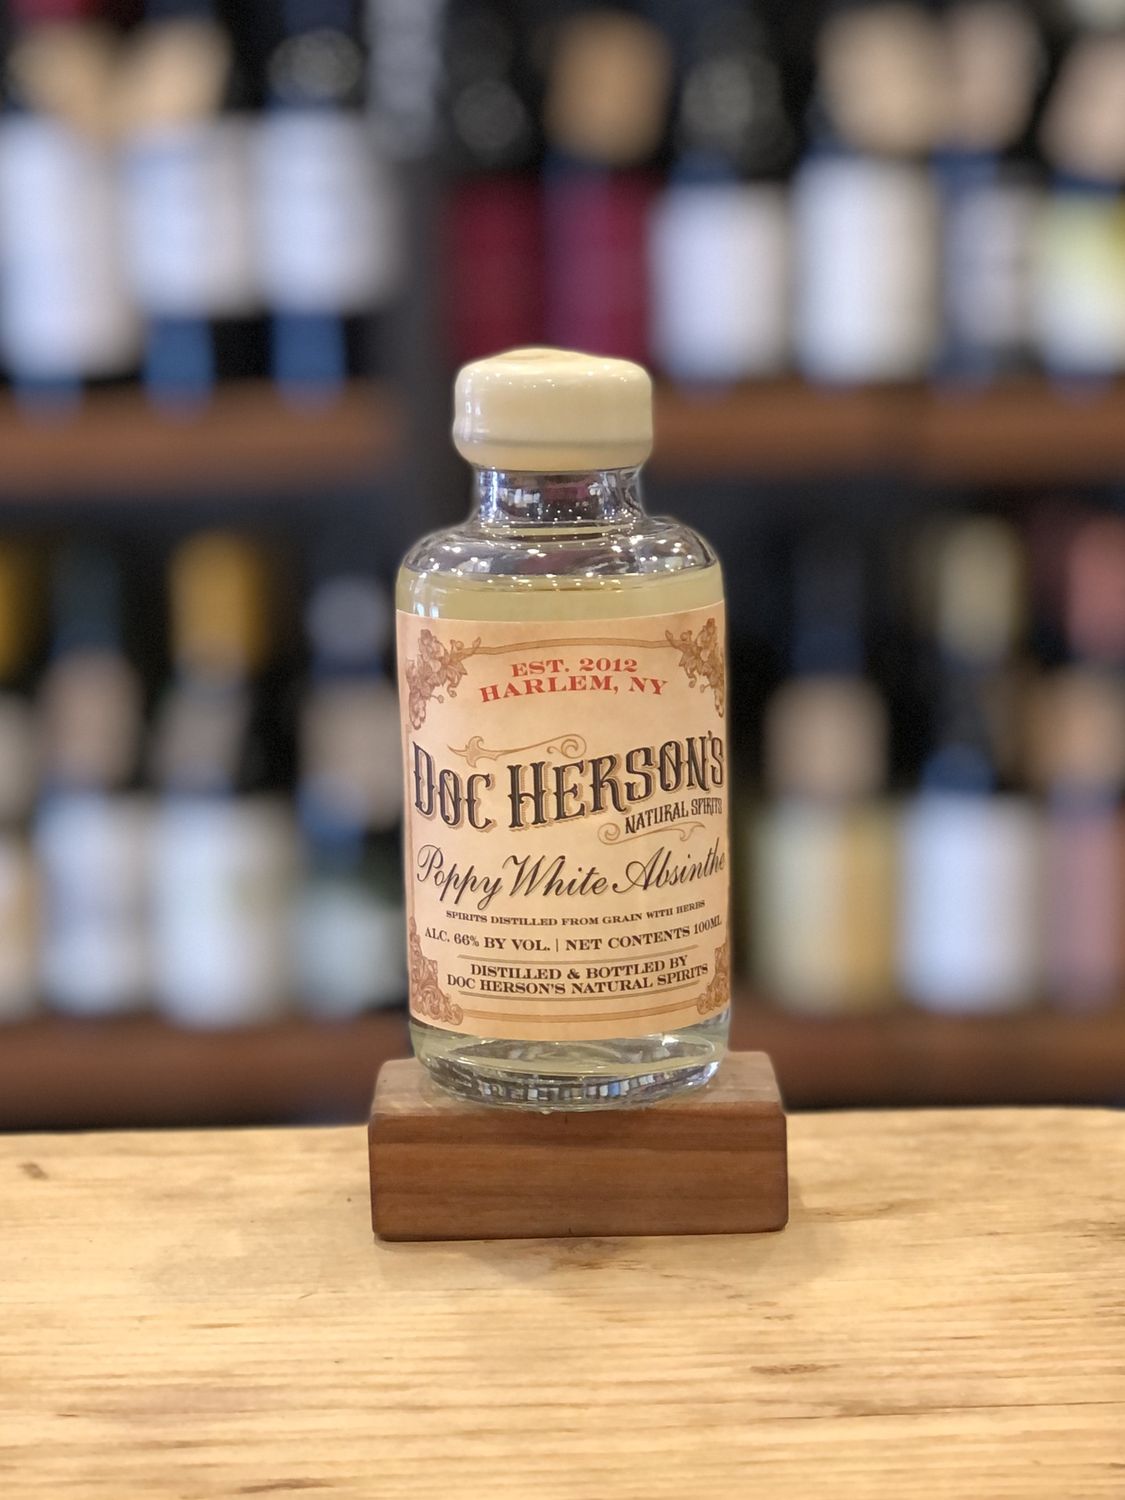 EST. 2012
HARLEM, NY
DOC HERSON'S
NATURAL SPIRITS
Poppy White Absinthe
SPIRITS DISTILLED FROM GRAIN WITH HERBS
ALC. 66% BY VOL. | NET CONTENTS 100ML
DISTILLED & BOTTLED BY
DOC HERSON'S NATURAL SPIRITS